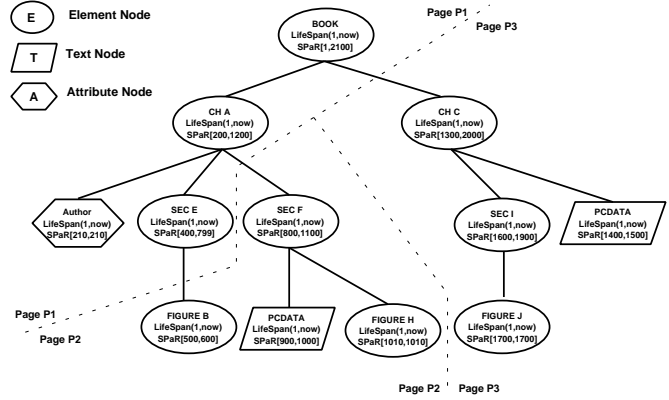 E Element Node
T Text Node
A Attribute Node
Page P1
Page P3
BOOK
LifeSpan(1,now)
SPaR[1,2100]
CH A
LifeSpan(1,now)
SPaR[200,1200]
CH C
LifeSpan(1,now)
SPaR[1300,2000]
Author
LifeSpan(1,now)
SPaR[210,210]
SEC E
LifeSpan(1,now)
SPaR[400,799]
SEC F
LifeSpan(1,now)
SPaR[800,1100]
SEC I
LifeSpan(1,now)
SPaR[1600,1900]
PCDATA
LifeSpan(1,now)
SPaR[1400,1500]
Page P1
Page P2
FIGURE B
LifeSpan(1,now)
SPaR[500,600]
PCDATA
LifeSpan(1,now)
SPaR[900,1000]
FIGURE H
LifeSpan(1,now)
SPaR[1010,1010]
FIGURE J
LifeSpan(1,now)
SPaR[1700,1700]
Page P2
Page P3